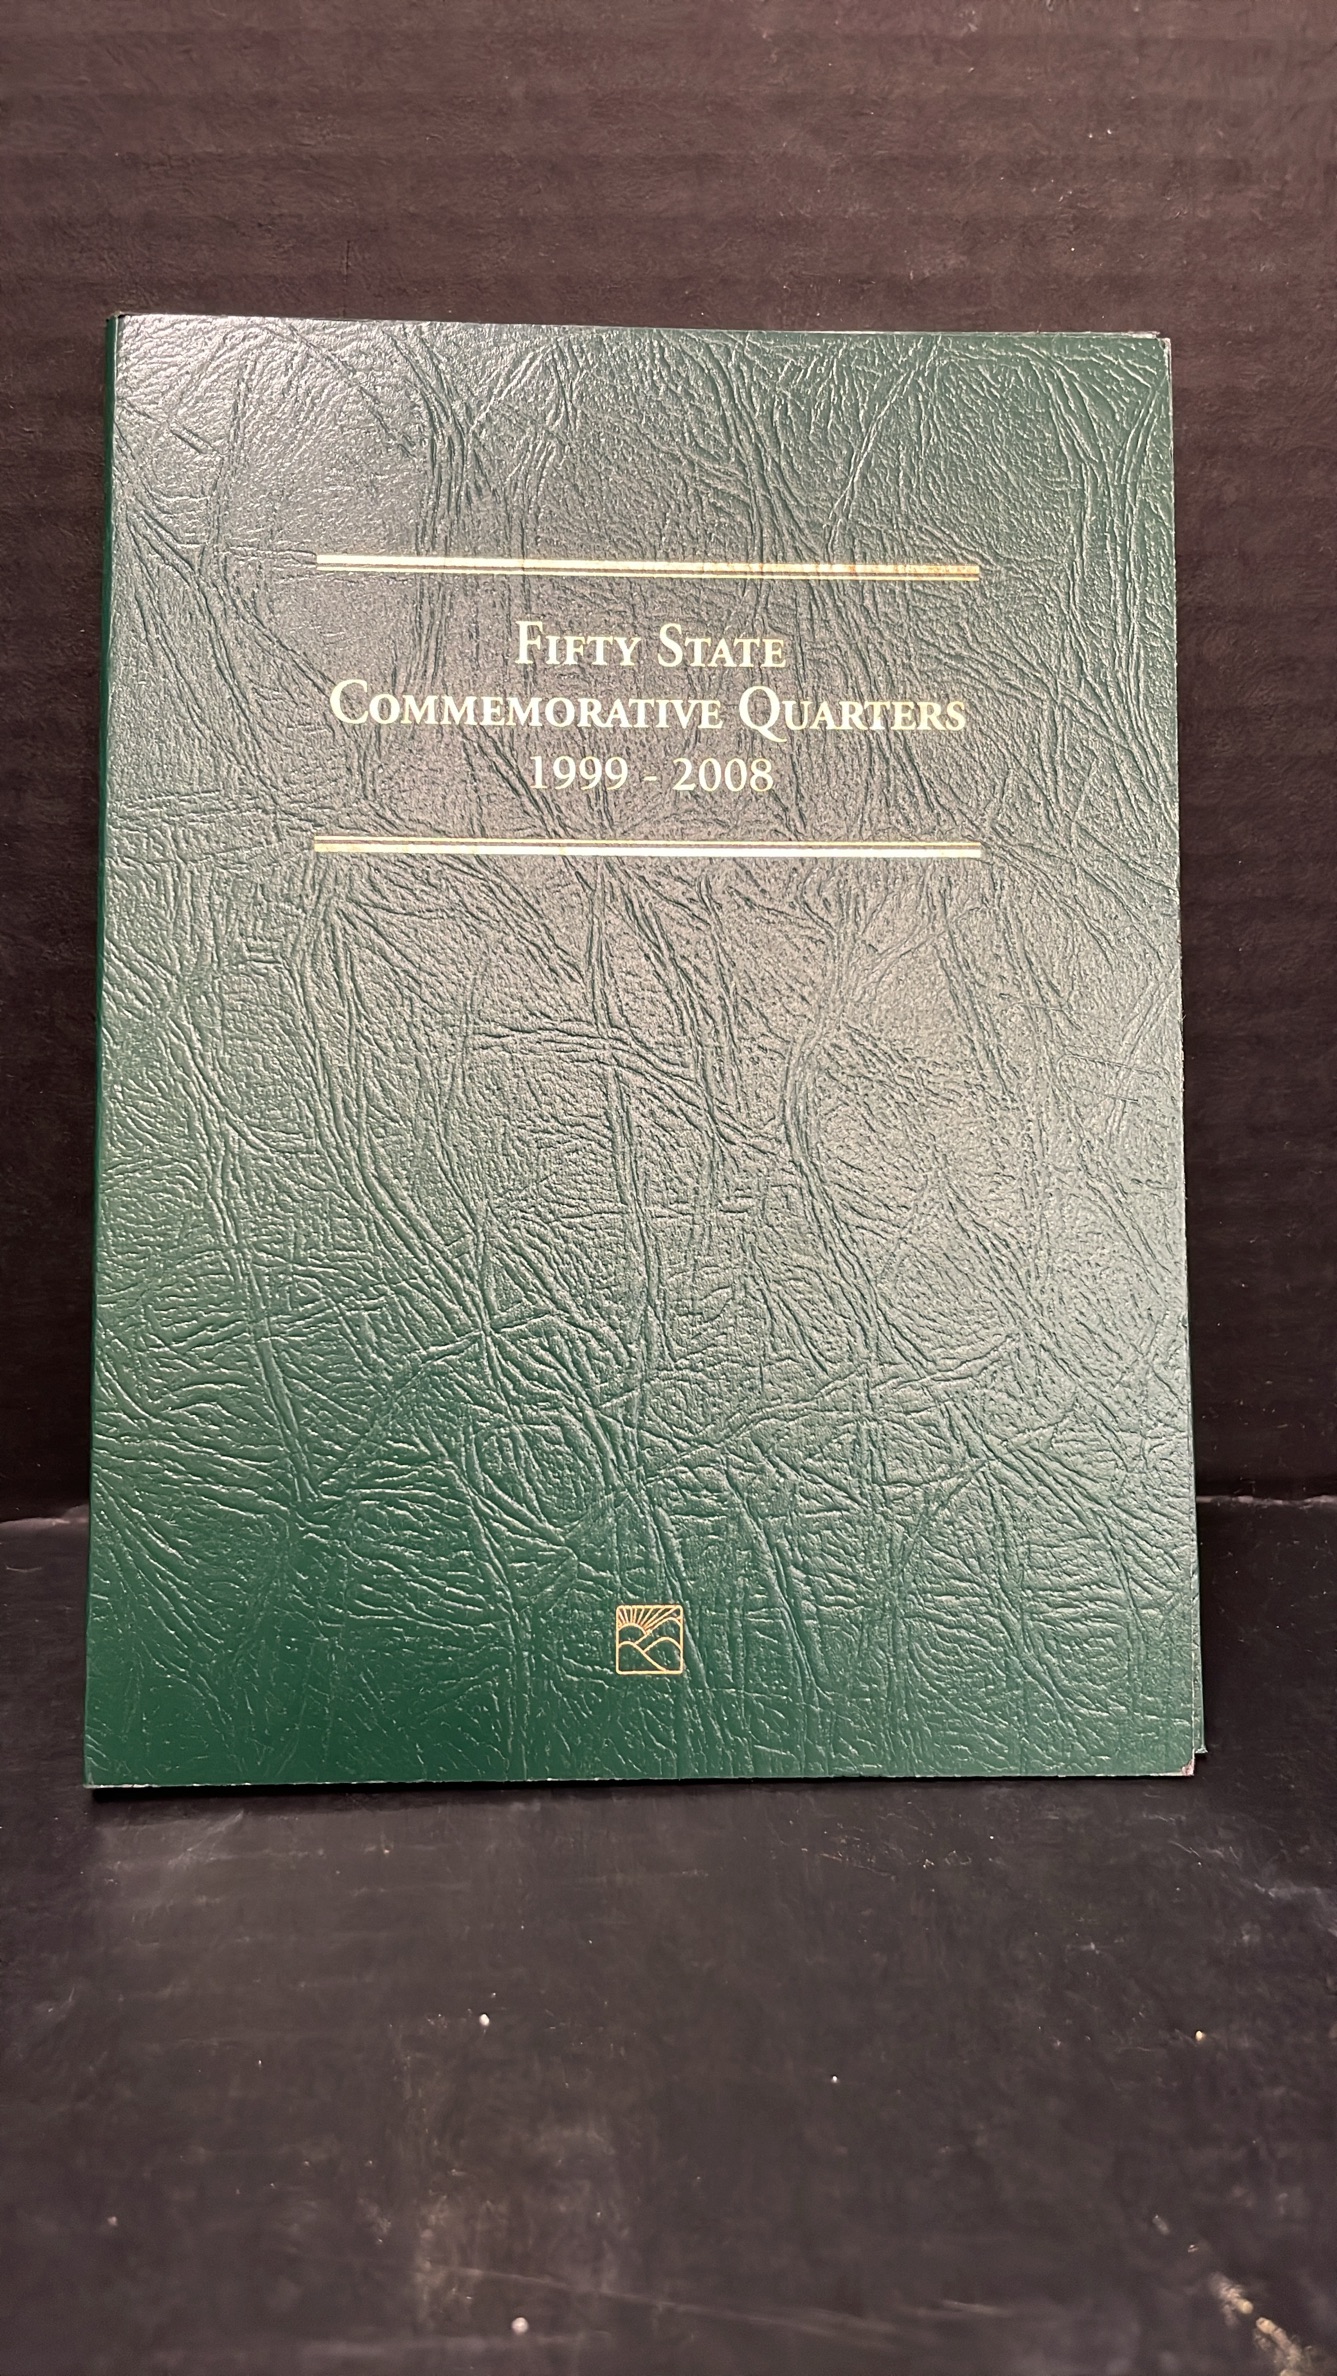 Fifty State
Commemorative Quarters
1999 - 2008